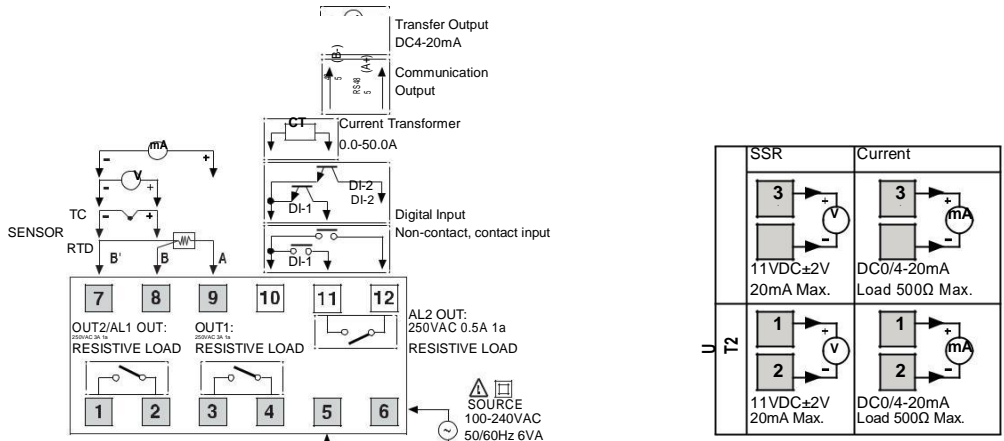 Transfer Output
DC4-20mA
(B-)
(A+)
RS48
5
5
Communication
Output
CT
Current Transformer
0.0-50.0A
mA
- +
V
- +
DI-2
DI-2
DI-1
Digital Input
Non-contact, contact input
DI-1
TC
- +
SENSOR
RTD
B' B A
7 8 9 10 11 12
OUT2/AL1 OUT:
250VAC 3A 1a
RESISTIVE LOAD
OUT1:
250VAC 3A 1a
RESISTIVE LOAD
AL2 OUT:
250VAC 0.5A 1a
RESISTIVE LOAD
1 2 3 4 5 6
SOURCE
100-240VAC
50/60Hz 6VA
SSR Current
3
+
V
-
11VDC±2V
20mA Max.
3
+
mA
-
DC0/4-20mA
Load 500Ω Max.
U
T2
1
+
V
2
-
11VDC±2V
20mA Max.
1
+
mA
2
-
DC0/4-20mA
Load 500Ω Max.